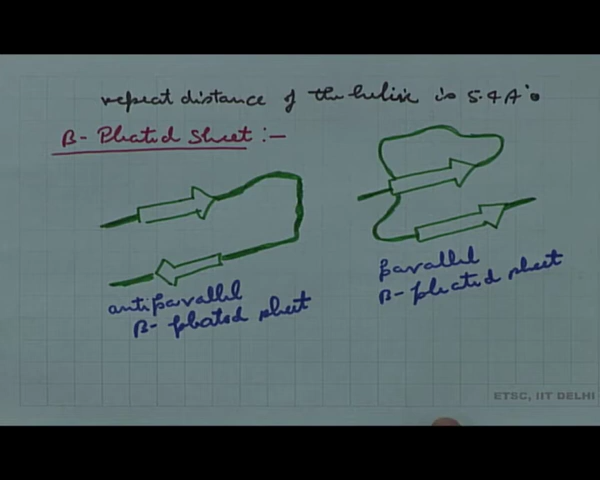 repeat distance of the helix is 5.4 A°.
β- Pleated Sheet :-
antiparallel
β- pleated sheet
parallel
β- pleated sheet
ETSC, IIT DELHI